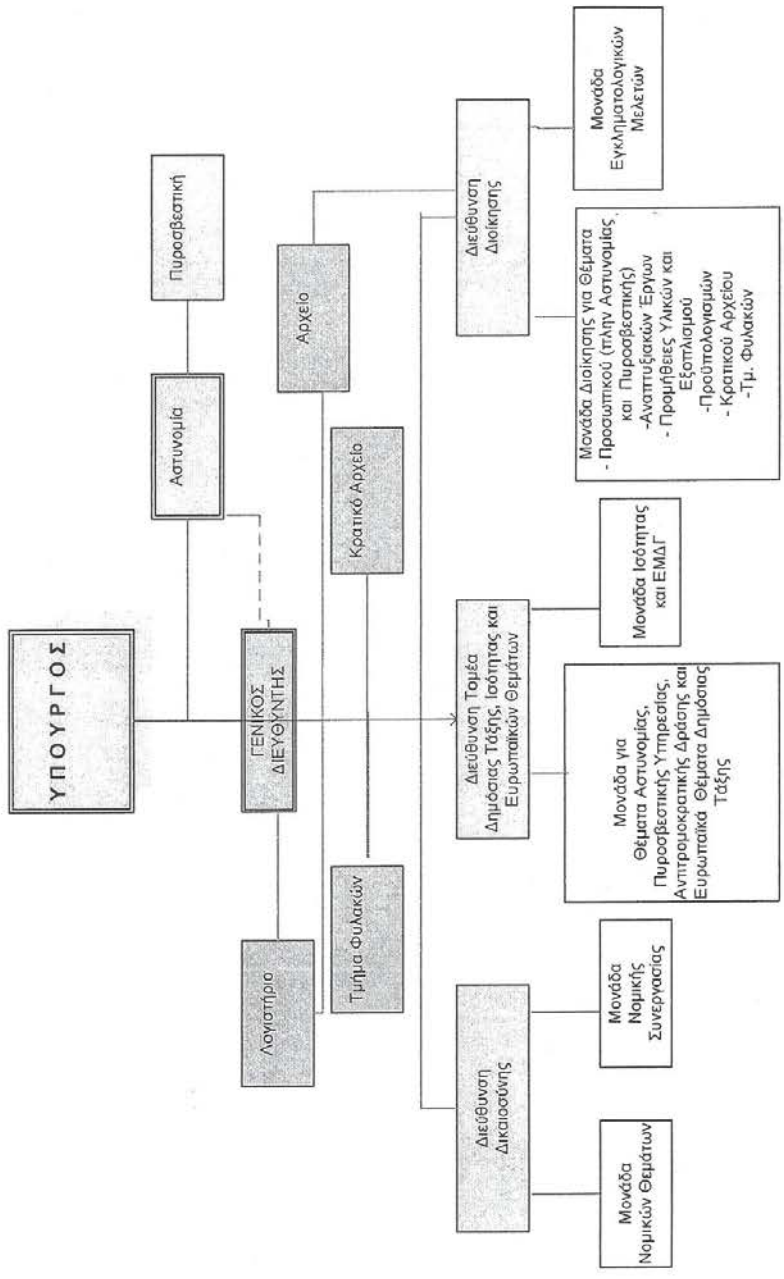 ΥΠΟΥΡΓΟΣ
Αστυνομία
Πυροσβεστική
ΓΕΝΙΚΟΣ
ΔΙΕΥΘΥΝΤΗΣ
Λογιστήριο
Αρχείο
Τμήμα Φυλακών
Κρατικό Αρχείο
Διεύθυνση
Δικαιοσύνης
Διεύθυνση Τομέα
Δημόσιας Τάξης, Ισότητας και
Ευρωπαϊκών Θεμάτων
Διεύθυνση
Διοίκησης
Μονάδα
Νομικών Θεμάτων
Μονάδα
Νομικής
Συνεργασίας
Μονάδα για
Θέματα Αστυνομίας,
Πυροσβεστικής Υπηρεσίας,
Αντιτρομοκρατικής Δράσης και
Ευρωπαϊκά Θέματα Δημόσιας
Τάξης
Μονάδα Ισότητας
και ΕΜΔΓ
Μονάδα Διοίκησης για Θέματα
- Προσωπικού (πλην Αστυνομίας
και Πυροσβεστικής)
-Αναπτυξιακών Έργων
- Προμήθειες Υλικών και
Εξοπλισμού
-Προϋπολογισμών
- Κρατικού Αρχείου
-Τμ. Φυλακών
Μονάδα
Εγκληματολογικών
Μελετών